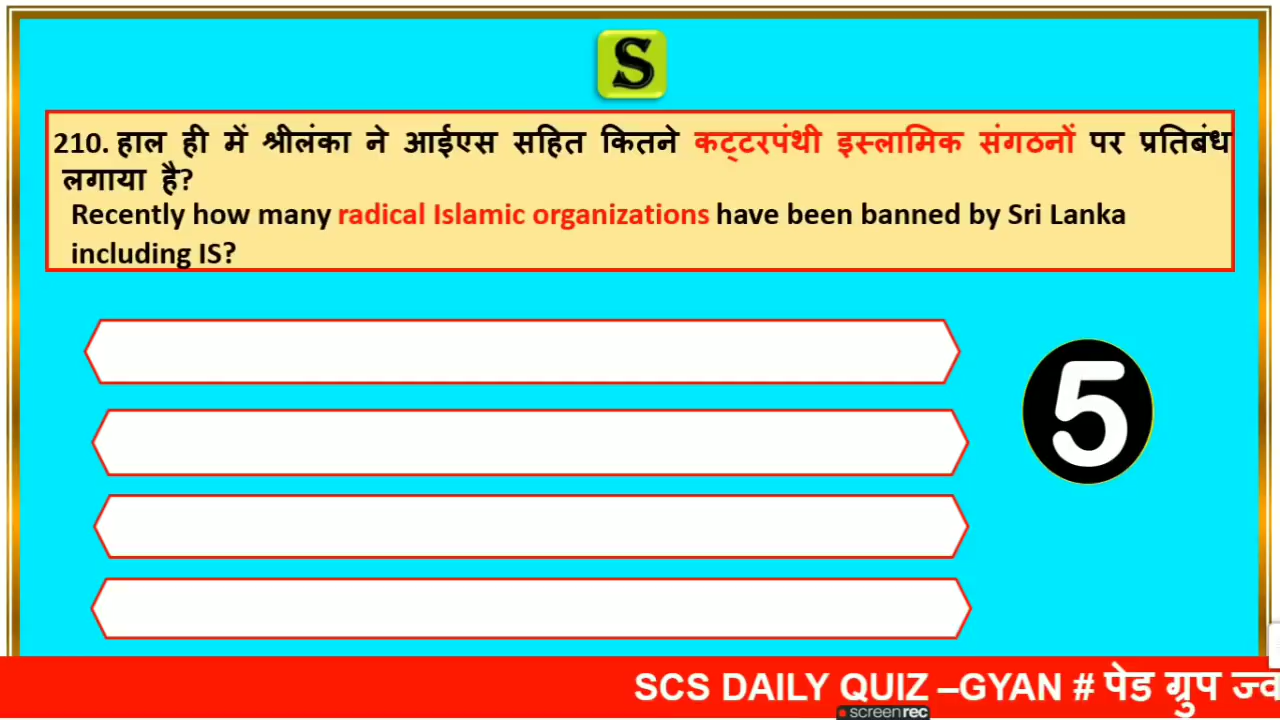 S
210. हाल ही में श्रीलंका ने आईएस सहित कितने कट्टरपंथी इस्लामिक संगठनों पर प्रतिबंध
लगाया है?
Recently how many radical Islamic organizations have been banned by Sri Lanka
including IS?
5
SCS DAILY QUIZ –GYAN # पेड ग्रुप ज्व
screenrec